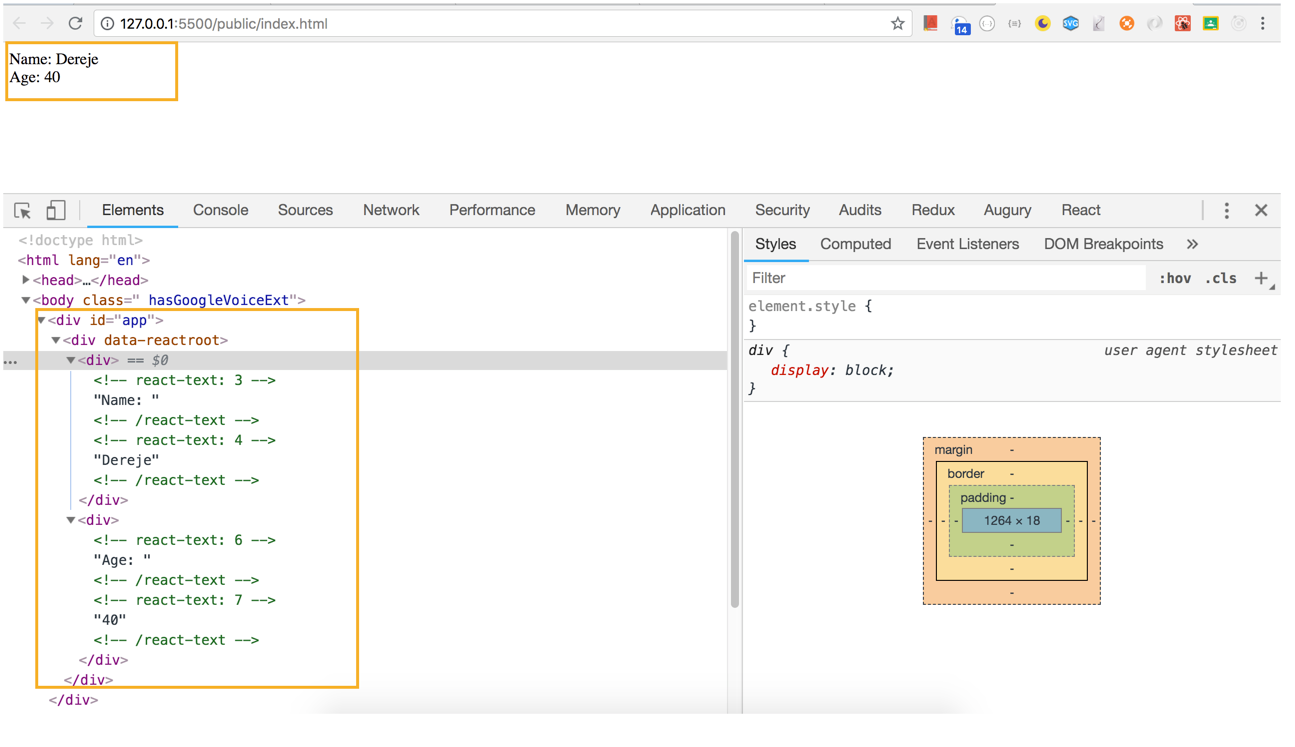 127.0.0.1:5500/public/index.html
14
SVG
Name: Dereje
Age: 40
Elements Console Sources Network Performance Memory Application Security Audits Redux Augury React
<!doctype html>
<html lang="en">
<head>…</head>
<body class=" hasGoogleVoiceExt">
<div id="app">
<div data-reactroot>
... <div> == $0
<!-- react-text: 3 -->
"Name: "
<!-- /react-text -->
<!-- react-text: 4 -->
"Dereje"
<!-- /react-text -->
</div>
<div>
<!-- react-text: 6 -->
"Age: "
<!-- /react-text -->
<!-- react-text: 7 -->
"40"
<!-- /react-text -->
</div>
</div>
</div>
Styles Computed Event Listeners DOM Breakpoints »
Filter :hov .cls +
element.style {
}
div { user agent stylesheet
display: block;
}
margin -
border -
padding -
- - - 1264 × 18 - - -
-
-
-